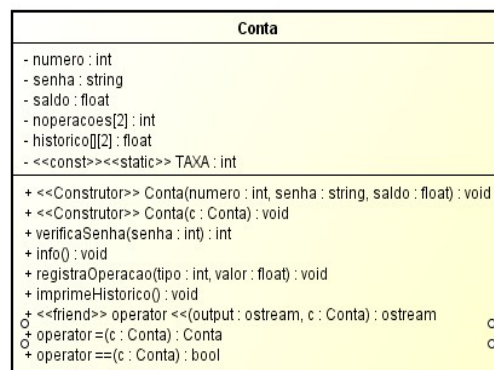 Conta
- numero : int
- senha : string
- saldo : float
- noperacoes[2] : int
- historico[][2] : float
- <<const>><<static>> TAXA : int
+ <<Construtor>> Conta(numero : int, senha : string, saldo : float) : void
+ <<Construtor>> Conta(c : Conta) : void
+ verificaSenha(senha : int) : int
+ info() : void
+ registraOperacao(tipo : int, valor : float) : void
+ imprimeHistorico() : void
+ <<friend>> operator <<(output : ostream, c : Conta) : ostream
+ operator =(c : Conta) : Conta
+ operator ==(c : Conta) : bool